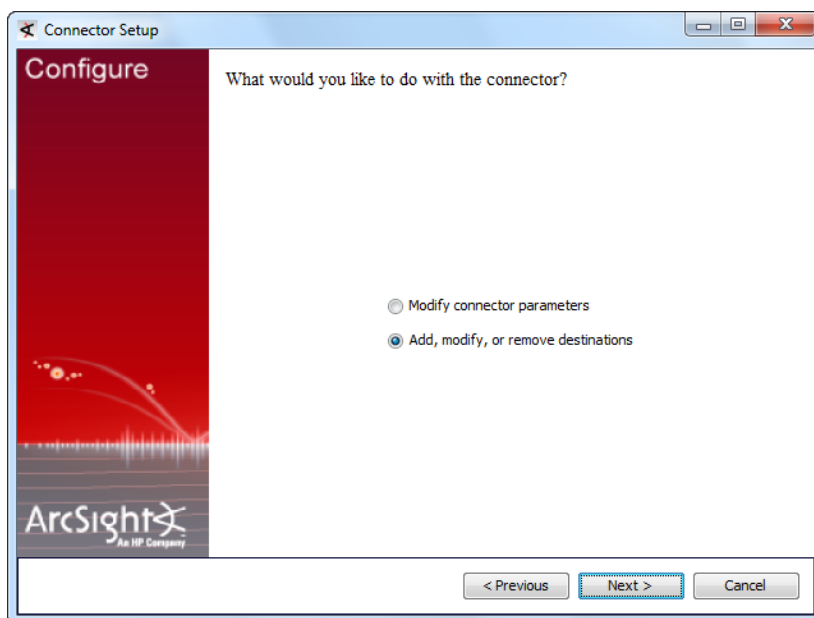 Connector Setup
Configure
What would you like to do with the connector?
Modify connector parameters
Add, modify, or remove destinations
ArcSight
An HP Company
< Previous
Next >
Cancel